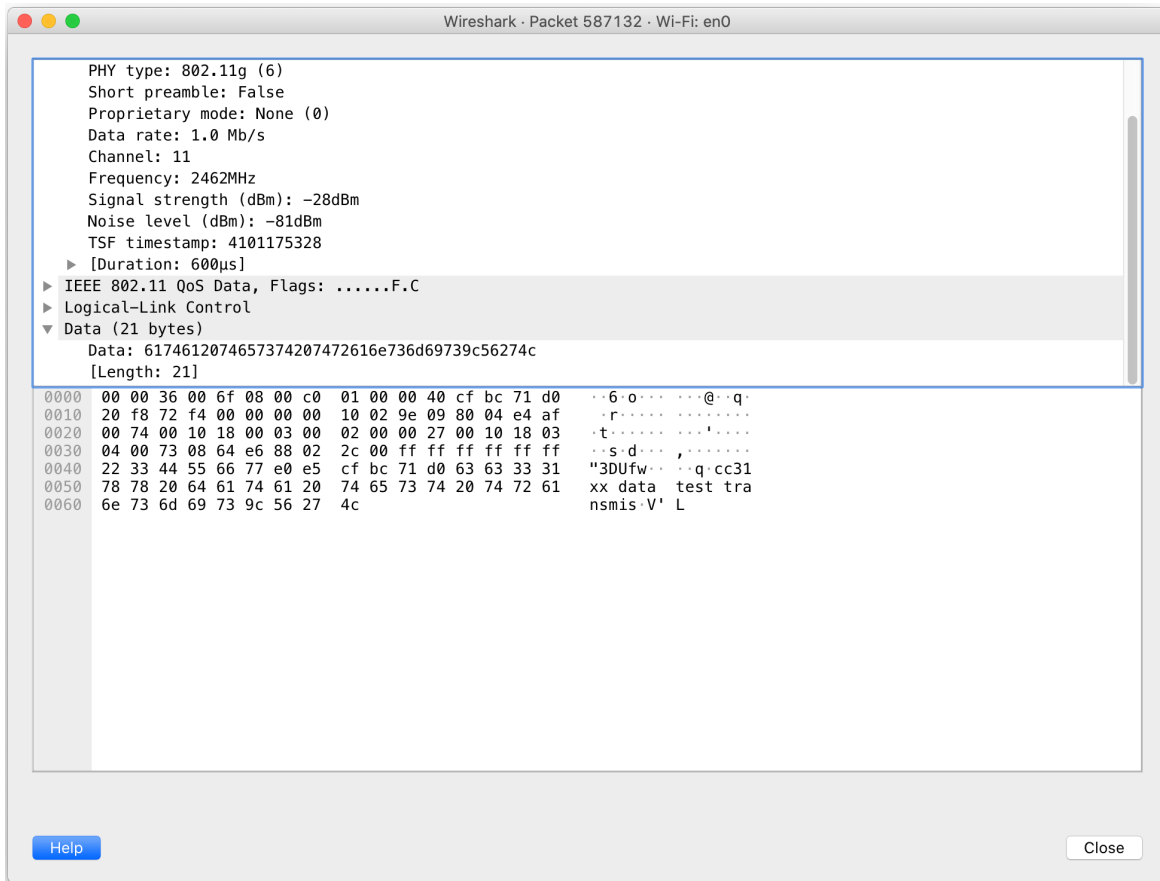 Wireshark · Packet 587132 · Wi-Fi: en0
PHY type: 802.11g (6)
Short preamble: False
Proprietary mode: None (0)
Data rate: 1.0 Mb/s
Channel: 11
Frequency: 2462MHz
Signal strength (dBm): −28dBm
Noise level (dBm): −81dBm
TSF timestamp: 4101175328
[Duration: 600µs]
IEEE 802.11 QoS Data, Flags: ......F.C
Logical-Link Control
Data (21 bytes)
Data: 6174612074657374207472616e736d69739c56274c
[Length: 21]
0000 00 00 36 00 6f 08 00 c0 01 00 00 40 cf bc 71 d0 ··6·o··· ···@··q·
0010 20 f8 72 f4 00 00 00 00 10 02 9e 09 80 04 e4 af ·r····· ········
0020 00 74 00 10 18 00 03 00 02 00 00 27 00 10 18 03 ·t······ ···'····
0030 04 00 73 08 64 e6 88 02 2c 00 ff ff ff ff ff ff ··s·d··· ,·······
0040 22 33 44 55 66 77 e0 e5 cf bc 71 d0 63 63 33 31 "3DUfw·· ··q·cc31
0050 78 78 20 64 61 74 61 20 74 65 73 74 20 74 72 61 xx data test tra
0060 6e 73 6d 69 73 9c 56 27 4c nsmis·V' L
Help
Close